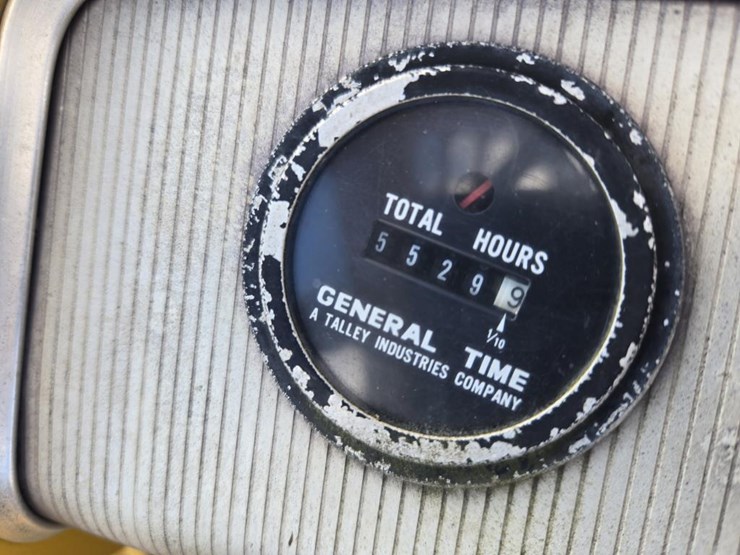 TOTAL HOURS
5 5 2 9 9
1/10
GENERAL TIME
A TALLEY INDUSTRIES COMPANY